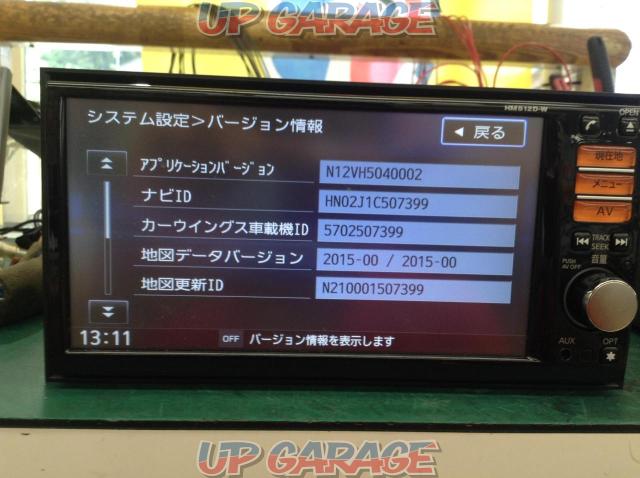 UP GARAGE
HM512D-W
OPEN
システム設定>バージョン情報
戻る
現在地
メニュー
AV
TRACK
SEEK
音量
PUSH
AV OFF
AUX
OPT
アプリケーションバージョン
N12VH5040002
ナビID
HN02J1C507399
カーウイングス車載機ID
5702507399
地図データバージョン
2015-00 / 2015-00
地図更新ID
N210001507399
13:11
OFF
バージョン情報を表示します
UP GARAGE